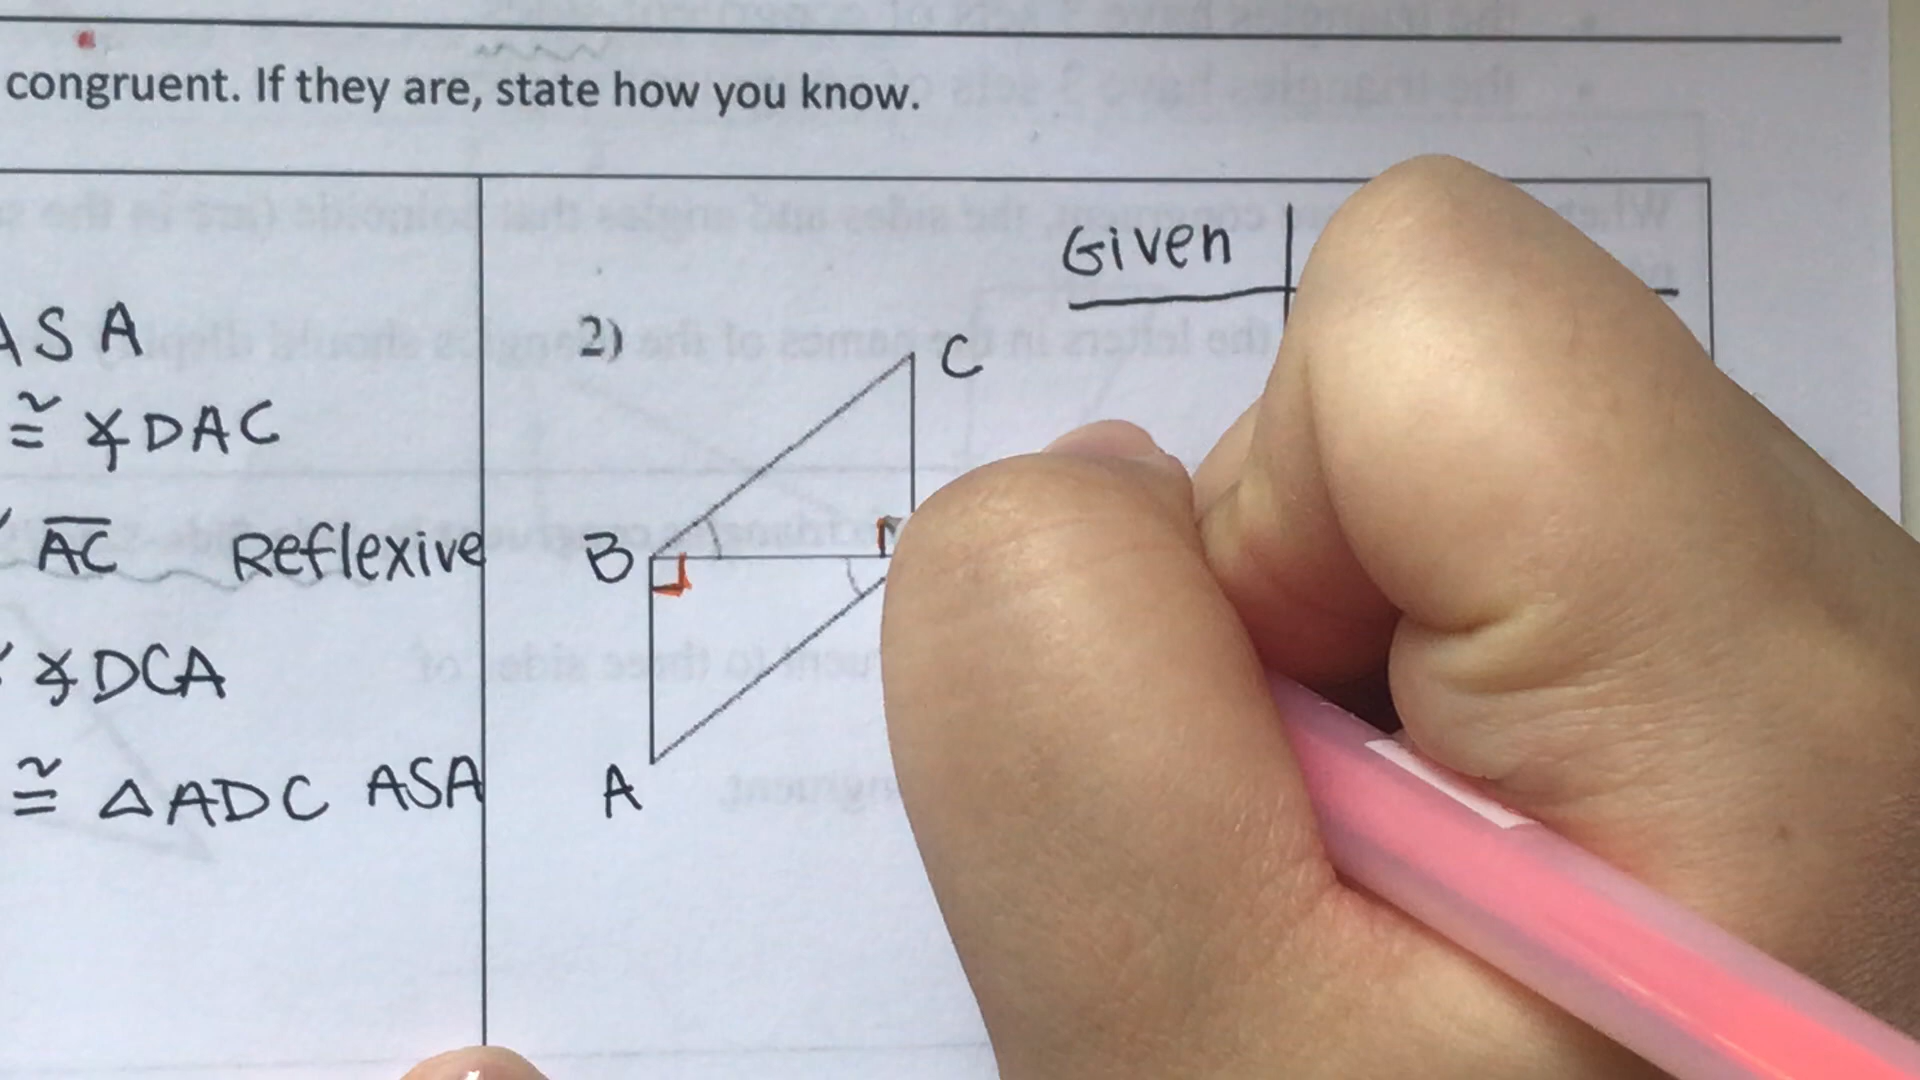 congruent. If they are, state how you know.
ASA
≅ ∡DAC
AC Reflexive
∡DCA
≅ △ADC ASA
2)
Given
C
B
A